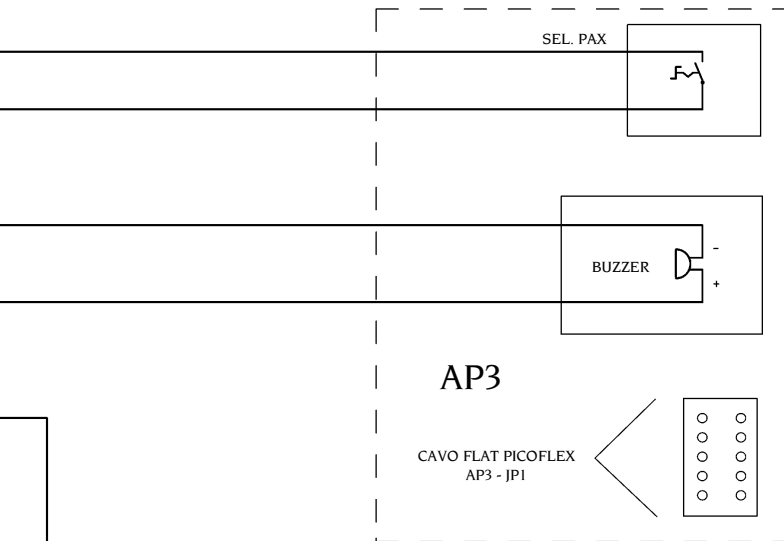 SEL. PAX
-
BUZZER
+
AP3
CAVO FLAT PICOFLEX
AP3 - JP1